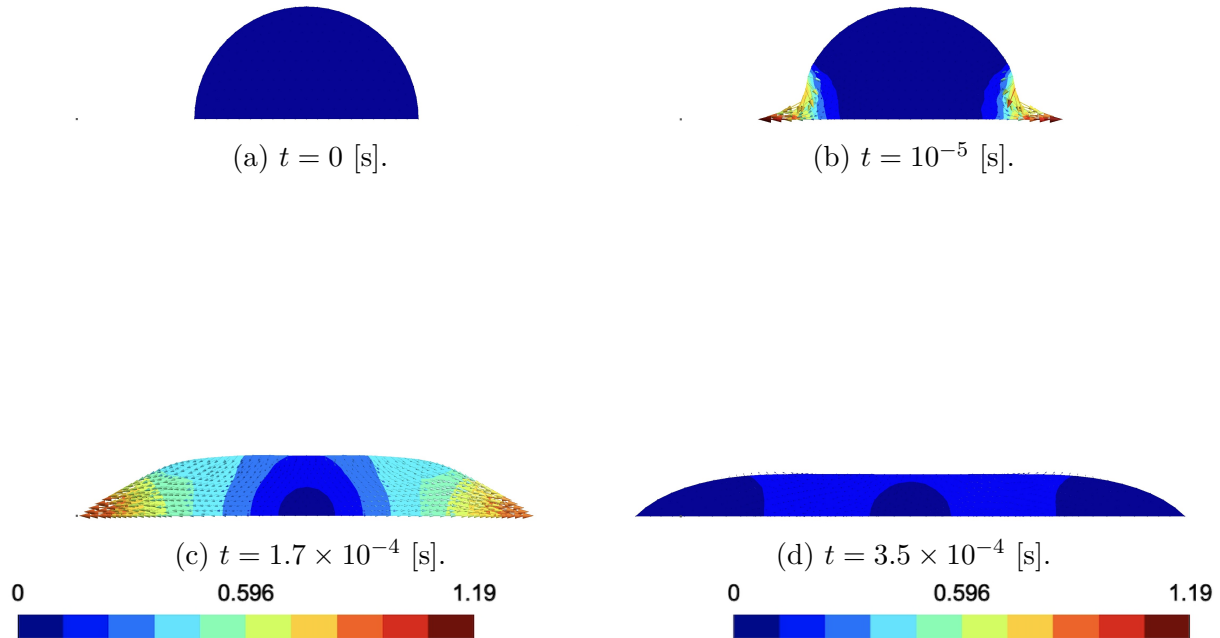 (a) t = 0 [s].
(b) t = 10⁻⁵ [s].
(c) t = 1.7 × 10⁻⁴ [s].
(d) t = 3.5 × 10⁻⁴ [s].
0 0.596 1.19
0 0.596 1.19